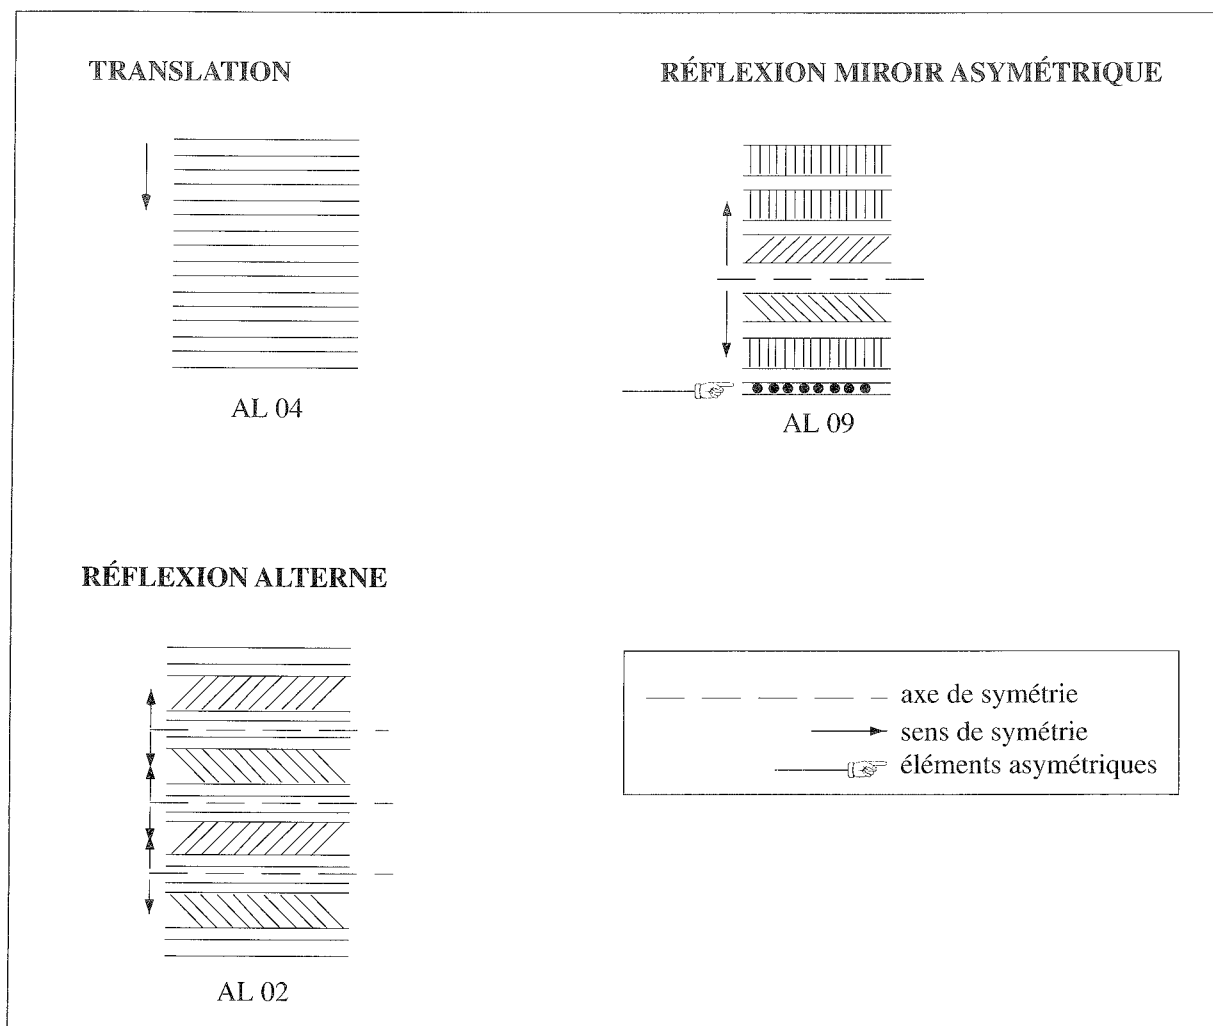 TRANSLATION
RÉFLEXION MIROIR ASYMÉTRIQUE
AL 04
AL 09
RÉFLEXION ALTERNE
axe de symétrie
sens de symétrie
éléments asymétriques
AL 02